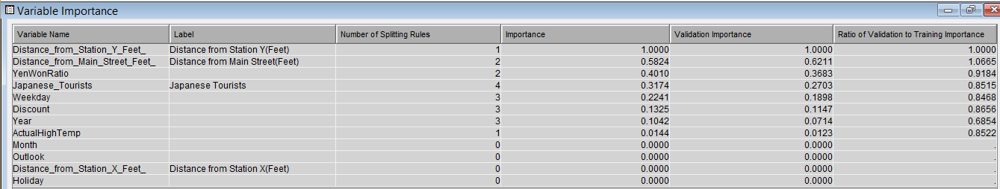 Variable Importance
Variable Name Label Number of Splitting Rules Importance Validation Importance Ratio of Validation to Training Importance
Distance_from_Station_Y_Feet_ Distance from Station Y(Feet) 1 1.0000 1.0000 1.0000
Distance_from_Main_Street_Feet_ Distance from Main Street(Feet) 2 0.5824 0.6211 1.0665
YenWonRatio 2 0.4010 0.3683 0.9184
Japanese_Tourists Japanese Tourists 4 0.3174 0.2703 0.8515
Weekday 3 0.2241 0.1898 0.8468
Discount 3 0.1325 0.1147 0.8656
Year 3 0.1042 0.0714 0.6854
ActualHighTemp 1 0.0144 0.0123 0.8522
Month 0 0.0000 0.0000 .
Outlook 0 0.0000 0.0000 .
Distance_from_Station_X_Feet_ Distance from Station X(Feet) 0 0.0000 0.0000 .
Holiday 0 0.0000 0.0000 .